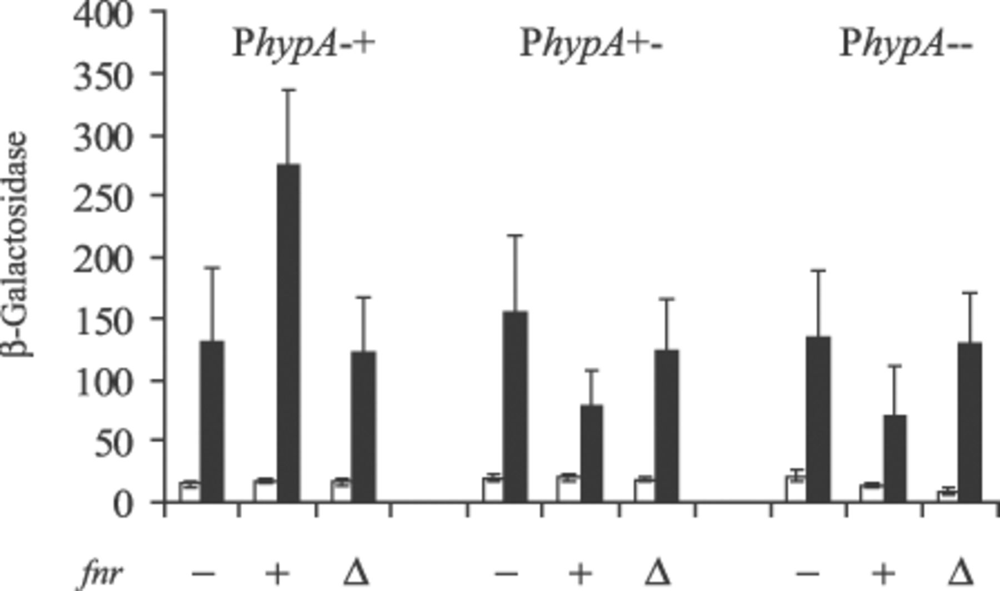 400
350
300
250
200
150
100
50
0
β-Galactosidase
PhypA-+
PhypA+-
PhypA--
fnr − + Δ − + Δ − + Δ